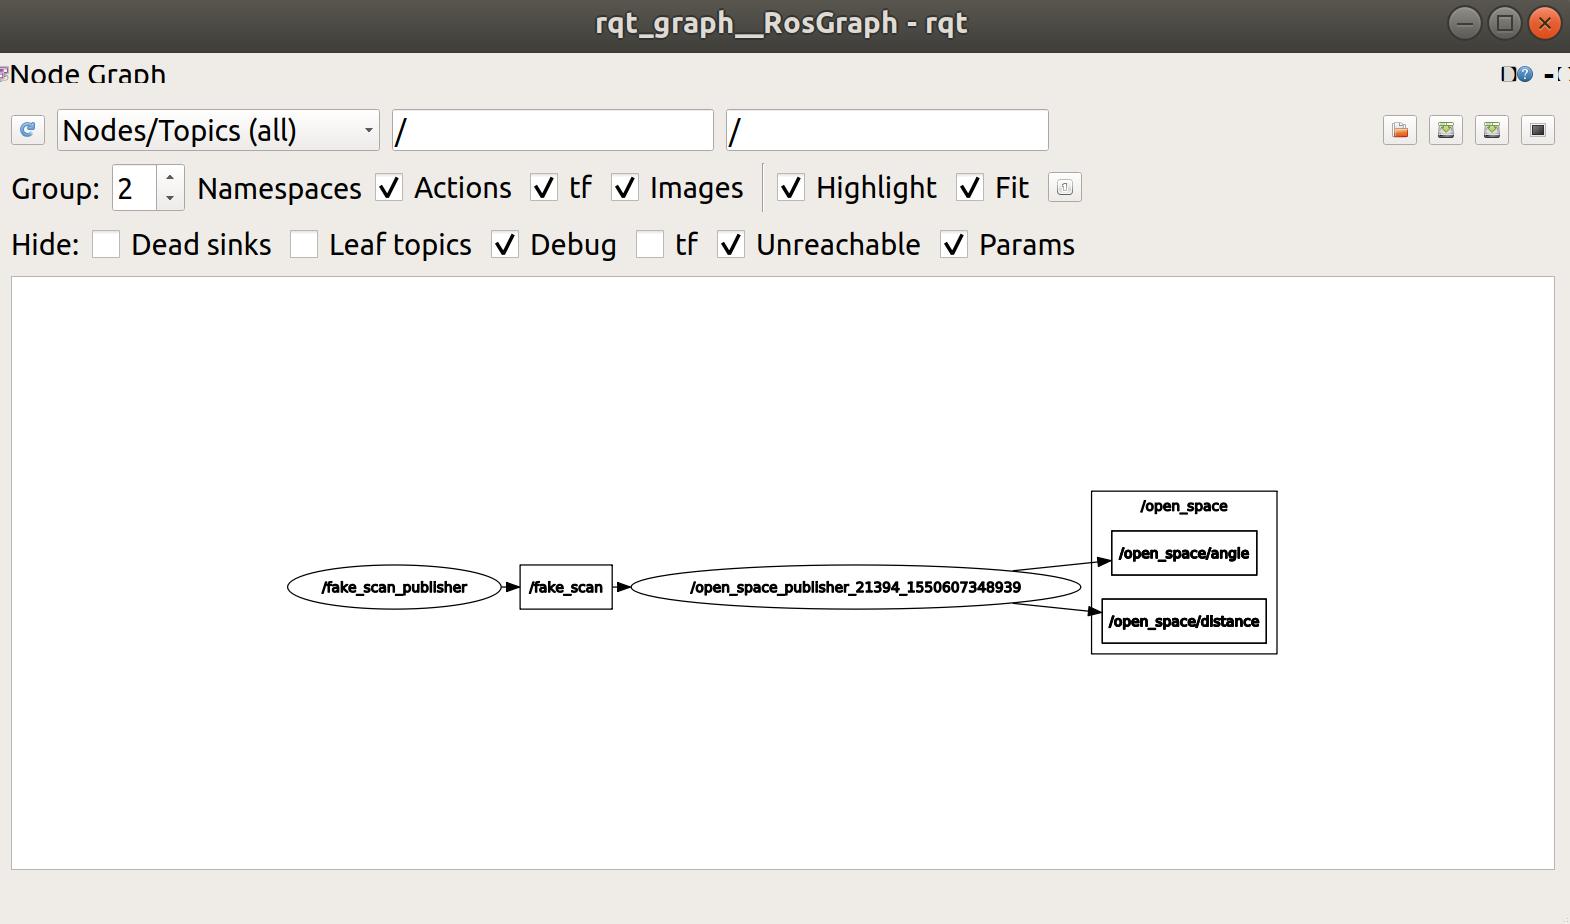 rqt_graph__RosGraph - rqt
Node Graph
Nodes/Topics (all) / /
Group: 2 Namespaces Actions tf Images Highlight Fit
Hide: Dead sinks Leaf topics Debug tf Unreachable Params
/open_space
/open_space/angle
/fake_scan_publisher /fake_scan /open_space_publisher_21394_1550607348939
/open_space/distance